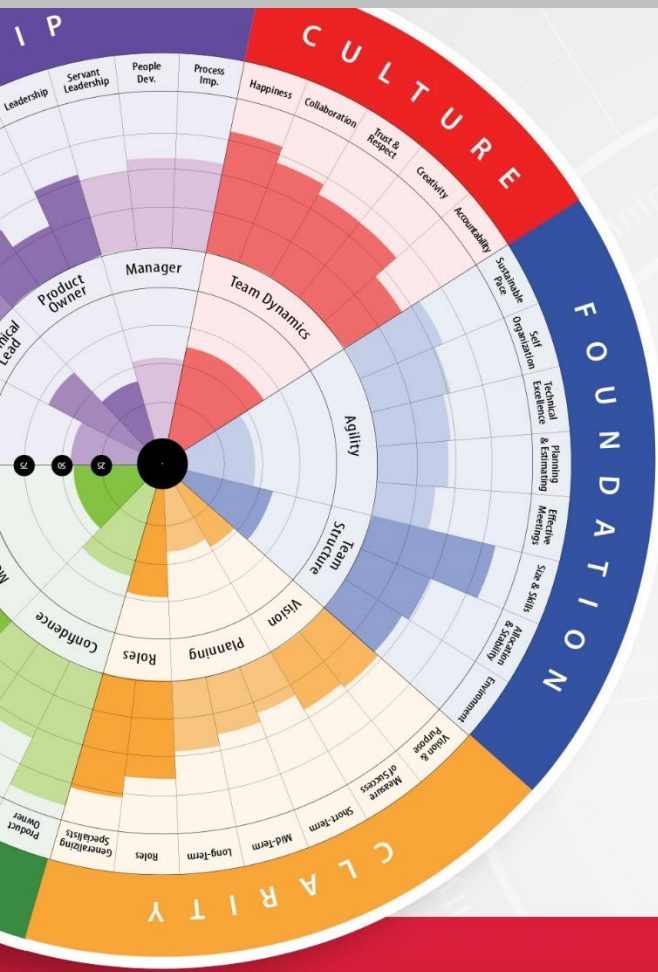 I P
Leadership
Servant
Leadership
People
Dev.
Process
Imp.
CULTURE
Happiness
Collaboration
Trust &
Respect
Creativity
Accountability
FOUNDATION
Sustainable
Pace
Self
Organization
Technical
Excellence
Planning
& Estimating
Effective
Meetings
Size & Skills
Allocation
& Stability
Environment
CLARITY
Vision &
Purpose
Measure
of Success
Short-Term
Mid-Term
Long-Term
Roles
Generalizing
Specialists
Product
Owner
nical
Lead
Product
Owner
Manager
Team Dynamics
Agility
Team
Structure
Vision
Planning
Roles
Confidence
75
50
25